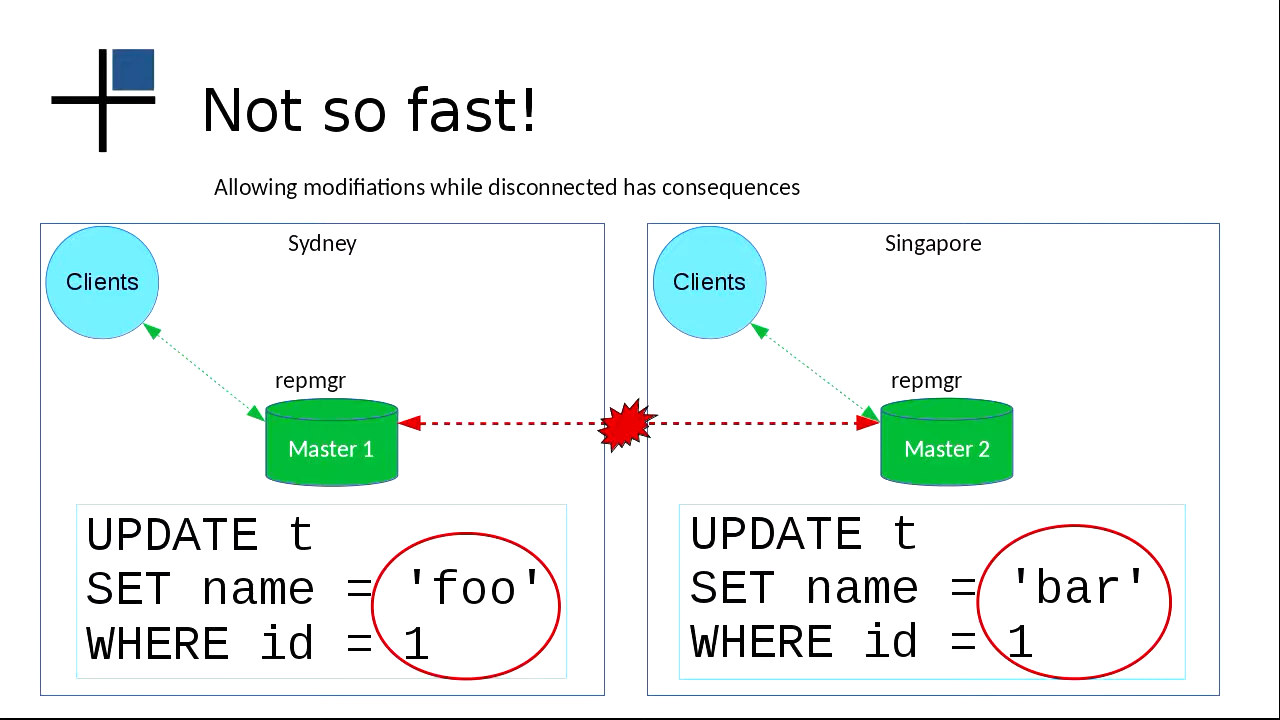 Not so fast!
Allowing modifiations while disconnected has consequences
Sydney
Clients
repmgr
Master 1
UPDATE t
SET name = 'foo'
WHERE id = 1
Singapore
Clients
repmgr
Master 2
UPDATE t
SET name = 'bar'
WHERE id = 1